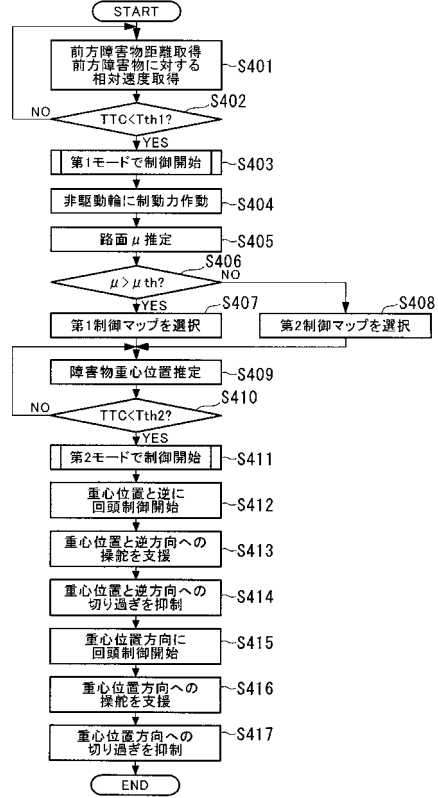 START
前方障害物距離取得
前方障害物に対する
相対速度取得
S401
S402
NO
TTC<Tth1?
YES
第1モードで制御開始
S403
非駆動輪に制動力作動
S404
路面μ推定
S405
S406
μ>μth?
NO
YES
S407
第1制御マップを選択
S408
第2制御マップを選択
障害物重心位置推定
S409
S410
NO
TTC<Tth2?
YES
第2モードで制御開始
S411
重心位置と逆に
回頭制御開始
S412
重心位置と逆方向への
操舵を支援
S413
重心位置と逆方向への
切り過ぎを抑制
S414
重心位置方向に
回頭制御開始
S415
重心位置方向への
操舵を支援
S416
重心位置方向への
切り過ぎを抑制
S417
END